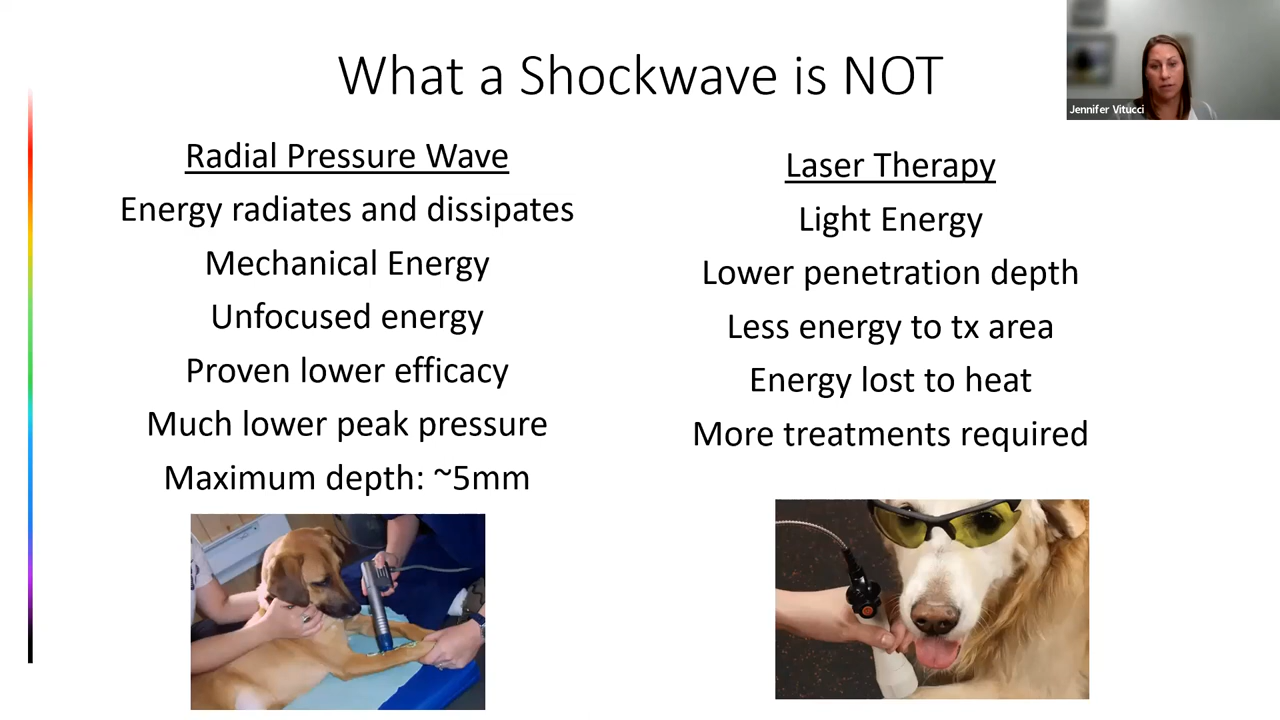 What a Shockwave is NOT
Jennifer Vitucci
Radial Pressure Wave
Energy radiates and dissipates
Mechanical Energy
Unfocused energy
Proven lower efficacy
Much lower peak pressure
Maximum depth: ~5mm
Laser Therapy
Light Energy
Lower penetration depth
Less energy to tx area
Energy lost to heat
More treatments required